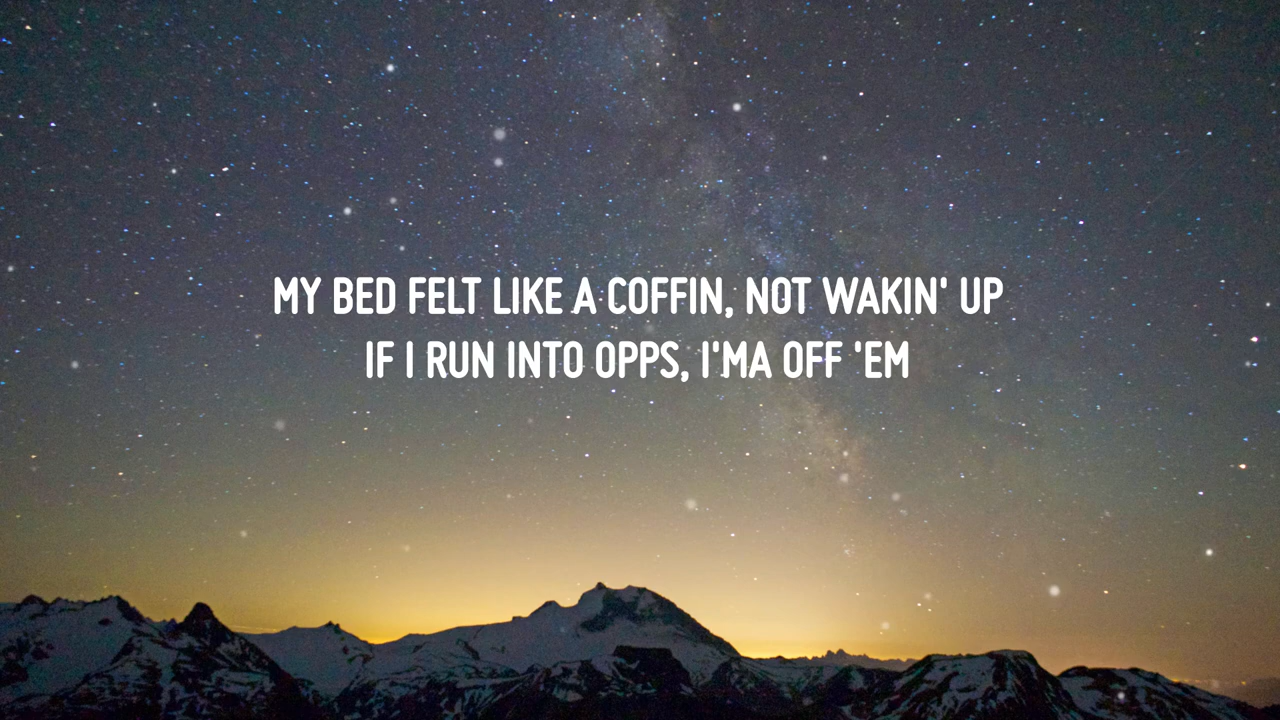 MY BED FELT LIKE A COFFIN, NOT WAKIN' UP
IF I RUN INTO OPPS, I'MA OFF 'EM